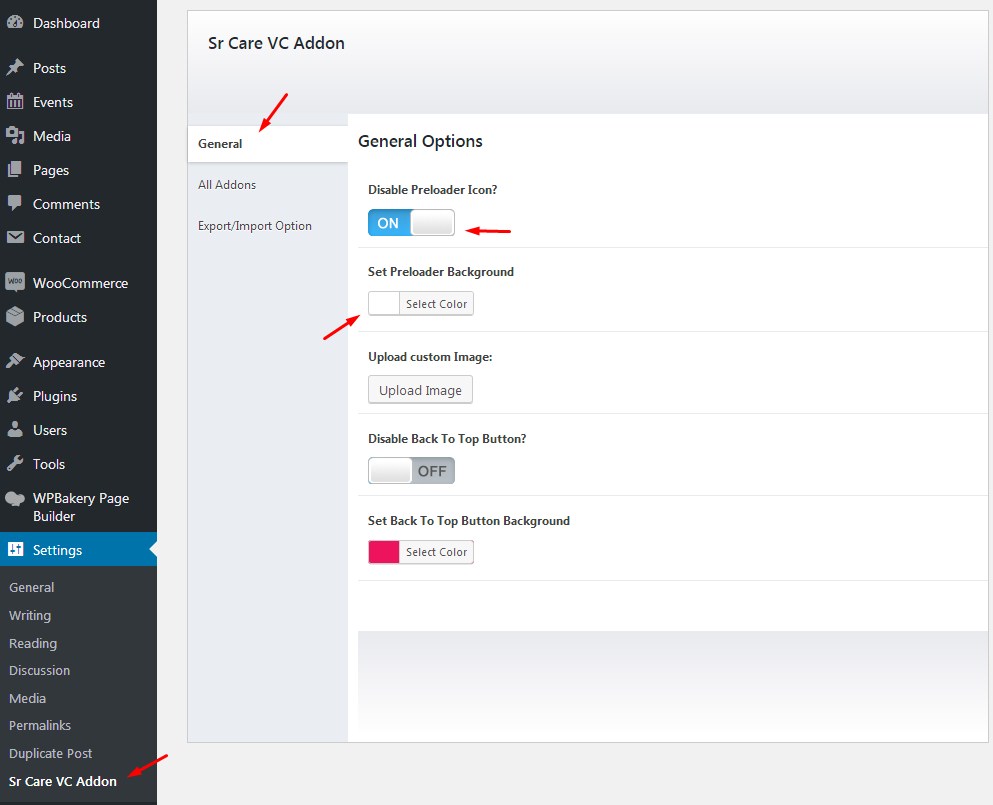 Dashboard
Posts
Events
Media
Pages
Comments
Contact
WOO
WooCommerce
Products
Appearance
Plugins
Users
Tools
WPBakery Page
Builder
Settings
General
Writing
Reading
Discussion
Media
Permalinks
Duplicate Post
Sr Care VC Addon
Sr Care VC Addon
General
All Addons
Export/Import Option
General Options
Disable Preloader Icon?
ON
Set Preloader Background
Select Color
Upload custom Image:
Upload Image
Disable Back To Top Button?
OFF
Set Back To Top Button Background
Select Color